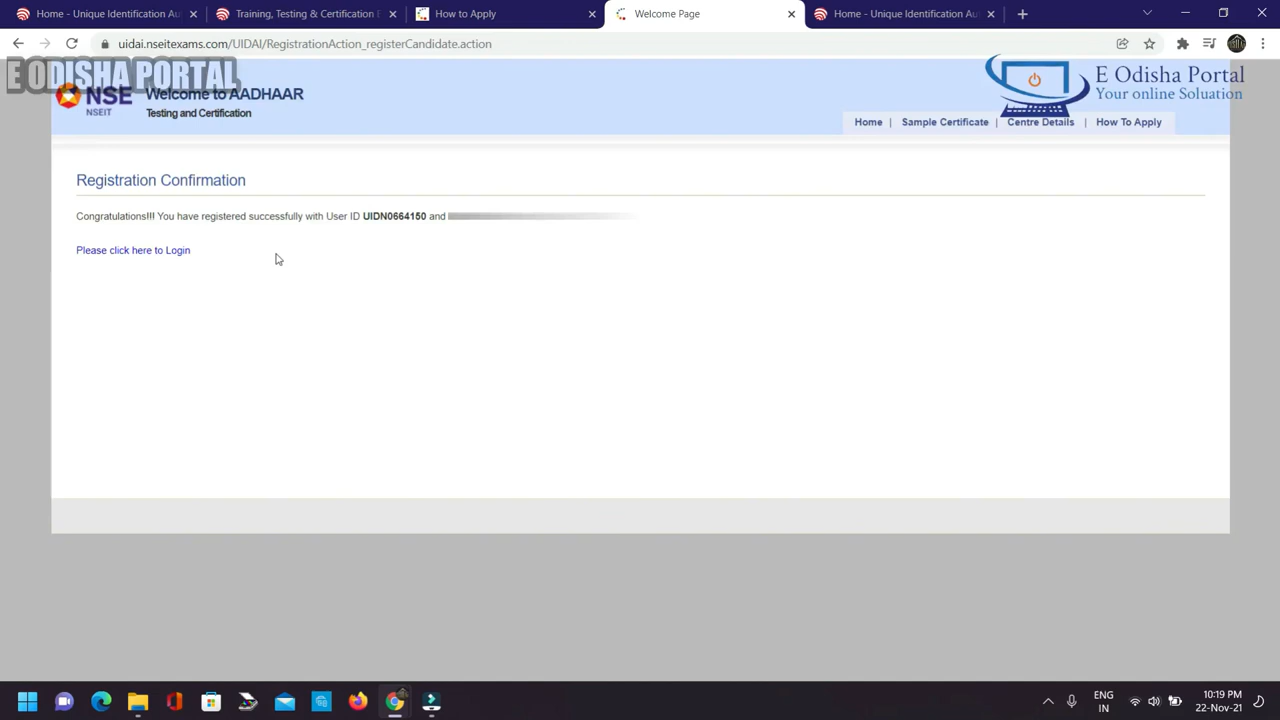 Home - Unique Identification Au
Training, Testing & Certification E
How to Apply
Welcome Page
Home - Unique Identification Au
uidai.nseitexams.com/UIDAI/RegistrationAction_registerCandidate.action
E ODISHA PORTAL
NSE
NSEIT
Welcome to AADHAAR
Testing and Certification
E Odisha Portal
Your online Soluation
Home | Sample Certificate | Centre Details | How To Apply
Registration Confirmation
Congratulations!!! You have registered successfully with User ID UIDN0664150 and
Please click here to Login
ENG
IN
10:19 PM
22-Nov-21